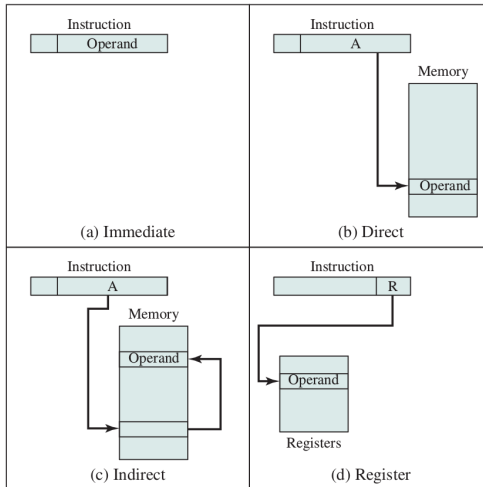 Instruction
Operand
(a) Immediate
Instruction
A
Memory
Operand
(b) Direct
Instruction
A
Memory
Operand
(c) Indirect
Instruction
R
Operand
Registers
(d) Register